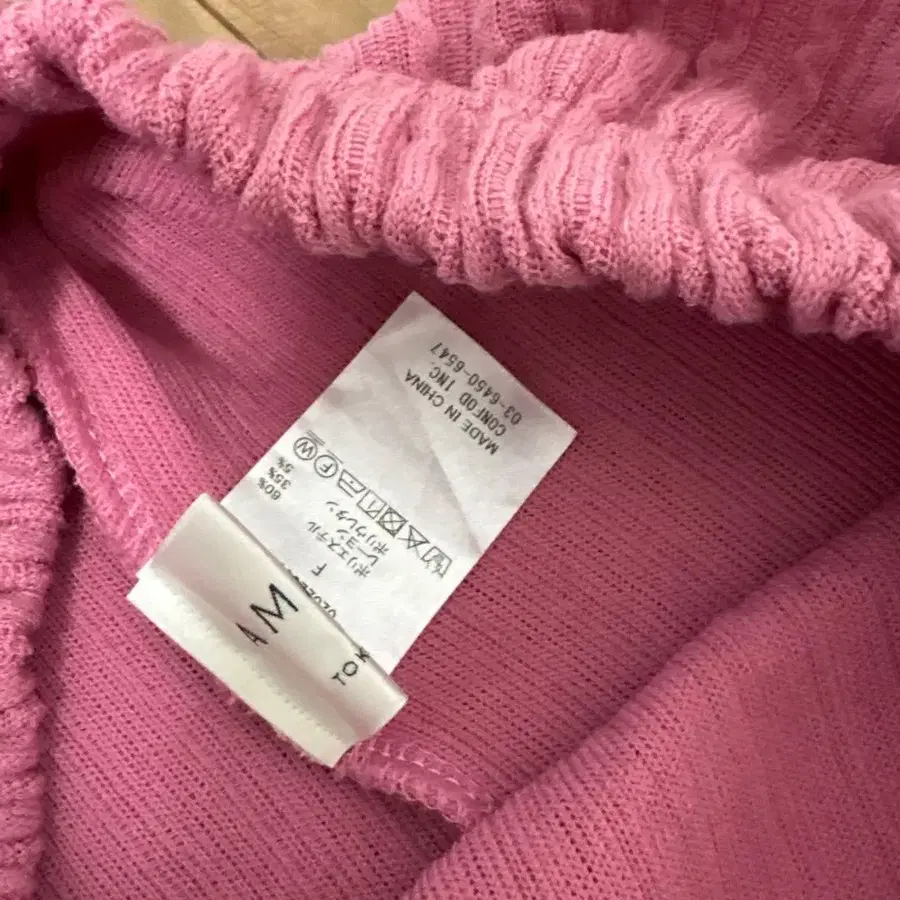 AM
TOK
F
ポリエステル 60%
レーヨン 35%
ポリウレタン 5%
F W
MADE IN CHINA
CONFOD INC.
03-6450-6547